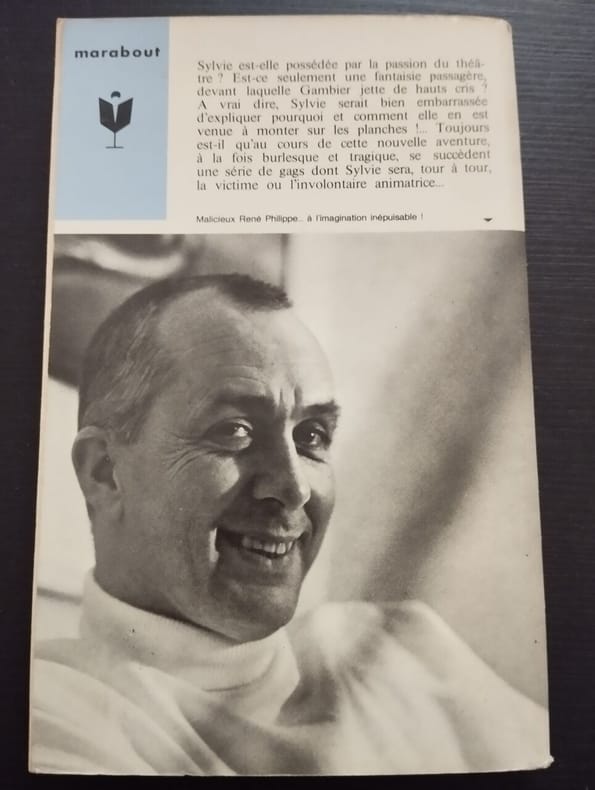 marabout
Sylvie est-elle possédée par la passion du théâ-
tre ? Est-ce seulement une fantaisie passagère,
devant laquelle Gambier jette de hauts cris ?
A vrai dire, Sylvie serait bien embarrassée
d'expliquer pourquoi et comment elle en est
venue à monter sur les planches !... Toujours
est-il qu'au cours de cette nouvelle aventure,
à la fois burlesque et tragique, se succèdent
une série de gags dont Sylvie sera, tour à tour,
la victime ou l'involontaire animatrice...
Malicieux René Philippe... à l'imagination inépuisable !